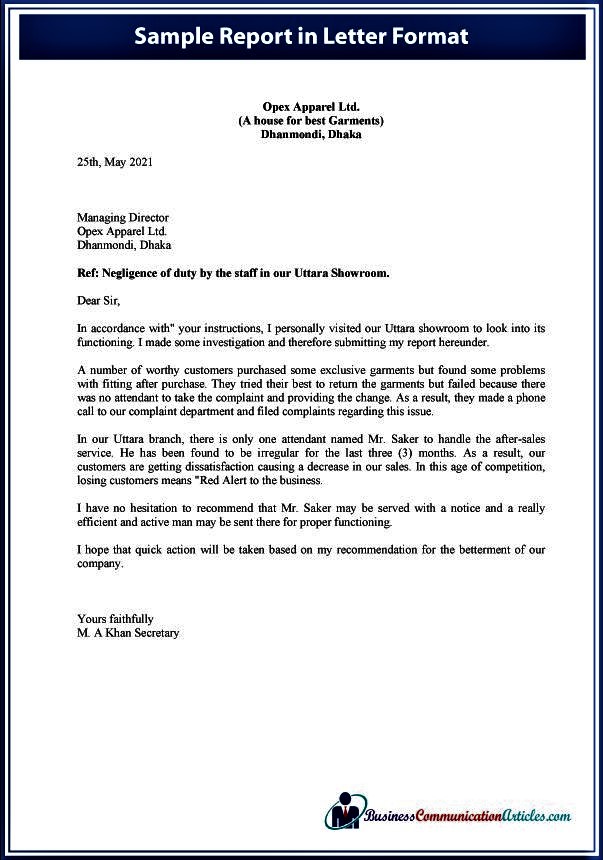 Sample Report in Letter Format
Opex Apparel Ltd.
(A house for best Garments)
Dhanmondi, Dhaka
25th, May 2021
Managing Director
Opex Apparel Ltd.
Dhanmondi, Dhaka
Ref: Negligence of duty by the staff in our Uttara Showroom.
Dear Sir,
In accordance with" your instructions, I personally visited our Uttara showroom to look into its
functioning. I made some investigation and therefore submitting my report hereunder.
A number of worthy customers purchased some exclusive garments but found some problems
with fitting after purchase. They tried their best to return the garments but failed because there
was no attendant to take the complaint and providing the change. As a result, they made a phone
call to our complaint department and filed complaints regarding this issue.
In our Uttara branch, there is only one attendant named Mr. Saker to handle the after-sales
service. He has been found to be irregular for the last three (3) months. As a result, our
customers are getting dissatisfaction causing a decrease in our sales. In this age of competition,
losing customers means "Red Alert to the business.
I have no hesitation to recommend that Mr. Saker may be served with a notice and a really
efficient and active man may be sent there for proper functioning.
I hope that quick action will be taken based on my recommendation for the betterment of our
company.
Yours faithfully
M. A Khan Secretary
BusinessCommunicationArticles.com